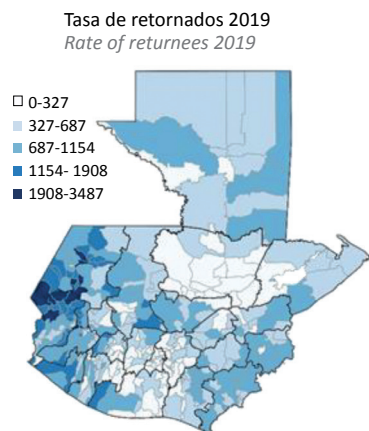 Tasa de retornados 2019
Rate of returnees 2019
0-327
327-687
687-1154
1154- 1908
1908-3487